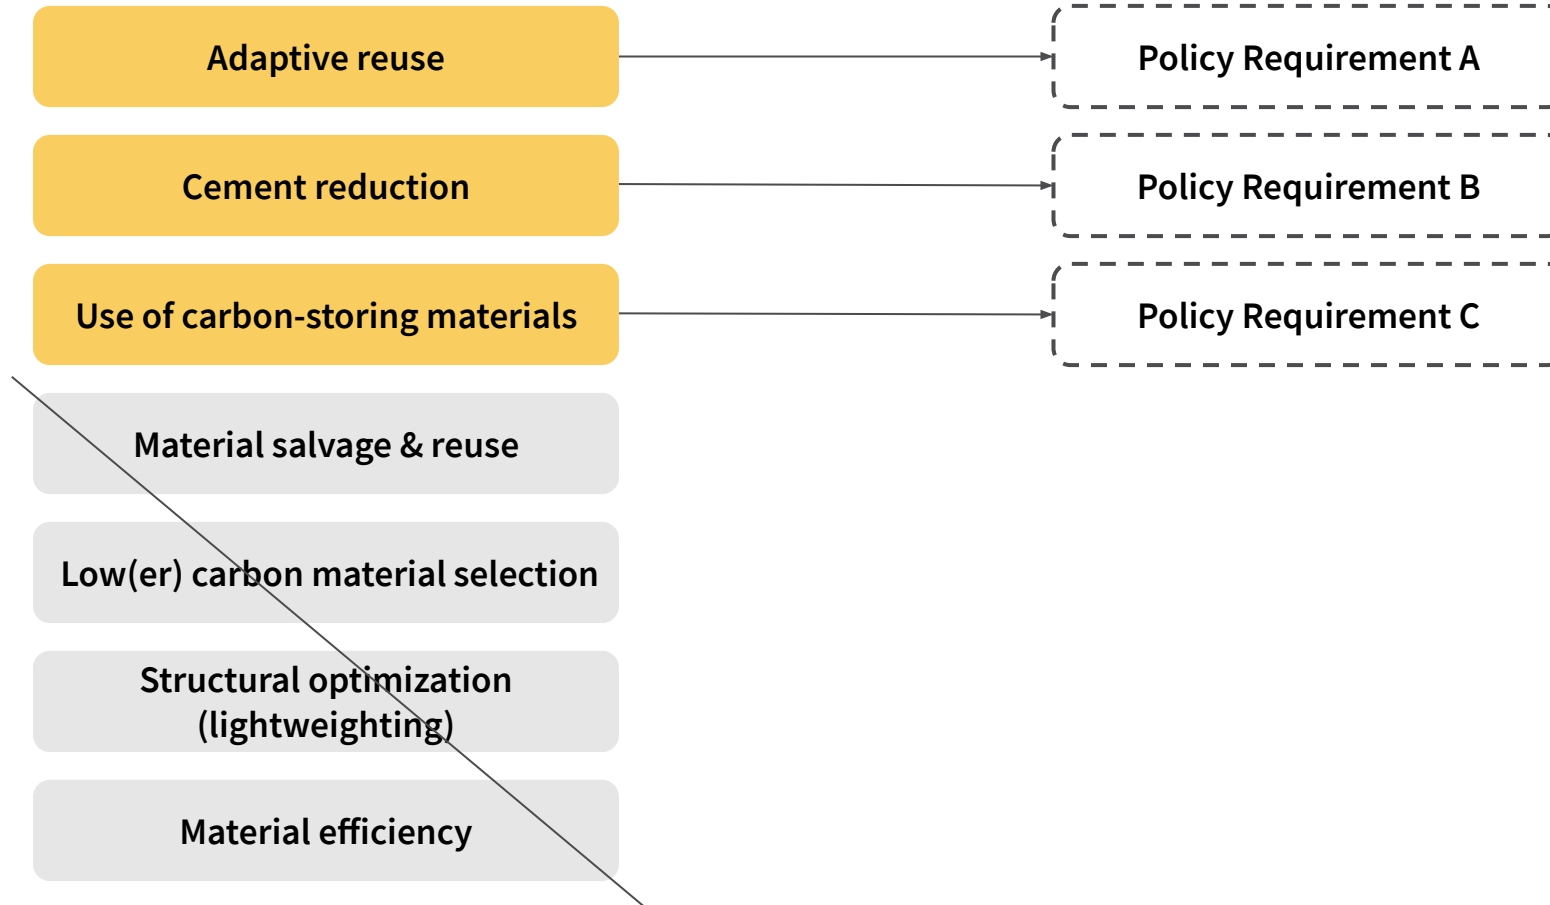 Adaptive reuse
Policy Requirement A
Cement reduction
Policy Requirement B
Use of carbon-storing materials
Policy Requirement C
Material salvage & reuse
Low(er) carbon material selection
Structural optimization
(lightweighting)
Material efficiency